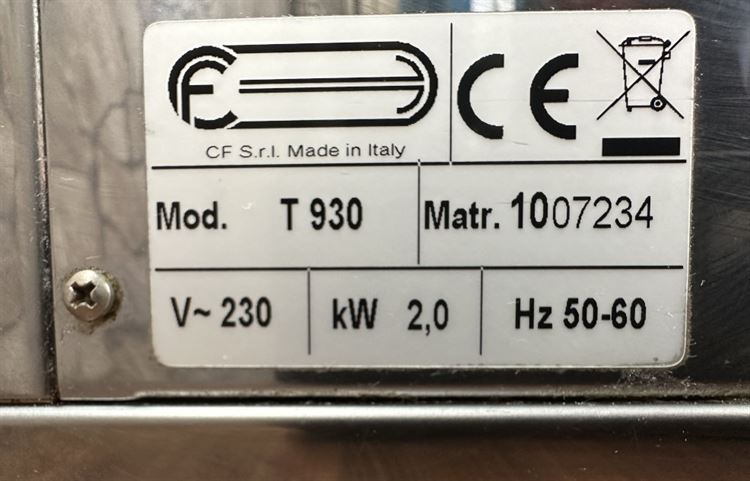 CF
CF S.r.l. Made in Italy
CE
Mod. T 930
Matr. 1007234
V~ 230
kW 2,0
Hz 50-60